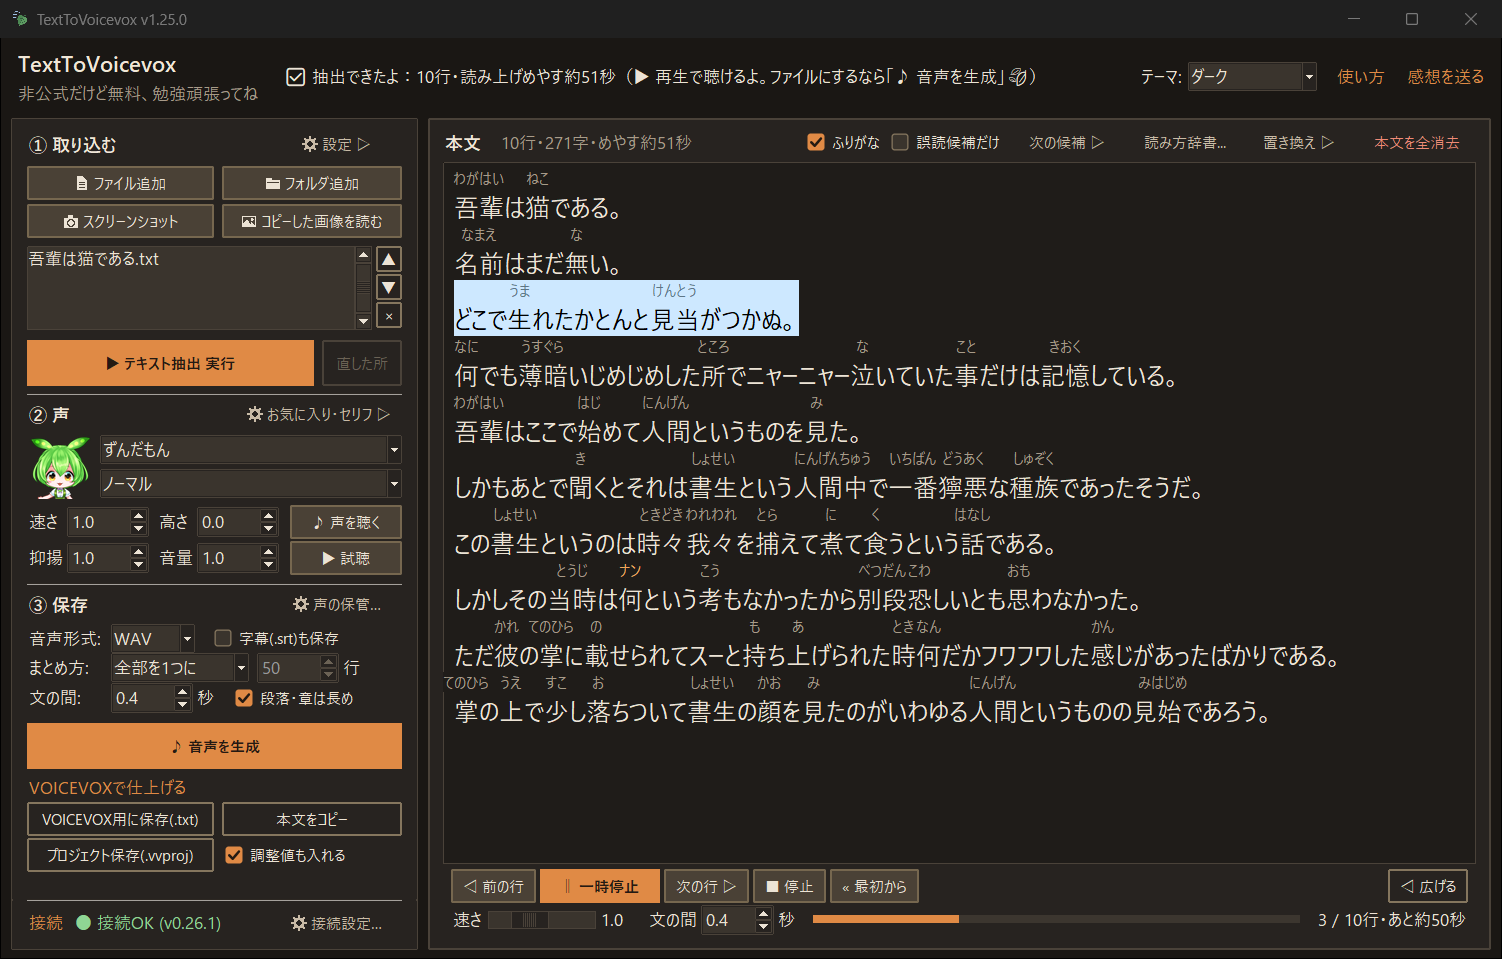 TextToVoicevox v1.25.0
TextToVoicevox
非公式だけど無料、勉強頑張ってね
抽出できたよ：10行・読み上げめやす約51秒（▶ 再生で聴けるよ。ファイルにするなら「♪ 音声を生成」）
テーマ: ダーク
使い方
感想を送る
① 取り込む
設定 ▷
ファイル追加
フォルダ追加
スクリーンショット
コピーした画像を読む
吾輩は猫である.txt
▲
▼
×
▶ テキスト抽出 実行
直した所
② 声
お気に入り・セリフ ▷
ずんだもん
ノーマル
速さ 1.0 高さ 0.0 ♪ 声を聴く
抑揚 1.0 音量 1.0 ▶ 試聴
③ 保存
声の保管...
音声形式: WAV 字幕(.srt)も保存
まとめ方: 全部を1つに 50 行
文の間: 0.4 秒 段落・章は長め
♪ 音声を生成
VOICEVOXで仕上げる
VOICEVOX用に保存(.txt)
本文をコピー
プロジェクト保存(.vvproj)
調整値も入れる
接続 接続OK (v0.26.1)
接続設定...
本文 10行・271字・めやす約51秒
ふりがな 誤読候補だけ 次の候補 ▷ 読み方辞書... 置き換え ▷ 本文を全消去
わがはい ねこ
吾輩は猫である。
なまえ な
名前はまだ無い。
うま けんとう
どこで生れたかとんと見当がつかぬ。
なに うすぐら ところ な こと きおく
何でも薄暗いじめじめした所でニャーニャー泣いていた事だけは記憶している。
わがはい はじ にんげん み
吾輩はここで始めて人間というものを見た。
き しょせい にんげんちゅう いちばん どうあく しゅぞく
しかもあとで聞くとそれは書生という人間中で一番獰悪な種族であったそうだ。
しょせい ときどき われわれ とら に く はなし
この書生というのは時々我々を捕えて煮て食うという話である。
とうじ ナン こう べつだん こわ おも
しかしその当時は何という考もなかったから別段恐しいとも思わなかった。
かれ てのひら の も あ ときなん かん
ただ彼の掌に載せられてスーと持ち上げられた時何だかフワフワした感じがあったばかりである。
てのひら うえ すこ お しょせい かお み にんげん みはじめ
掌の上で少し落ちついて書生の顔を見たのがいわゆる人間というものの見始であろう。
◁ 前の行
一時停止
次の行 ▷
■ 停止
« 最初から
◁ 広げる
速さ 1.0 文の間 0.4 秒
3 / 10行・あと約50秒